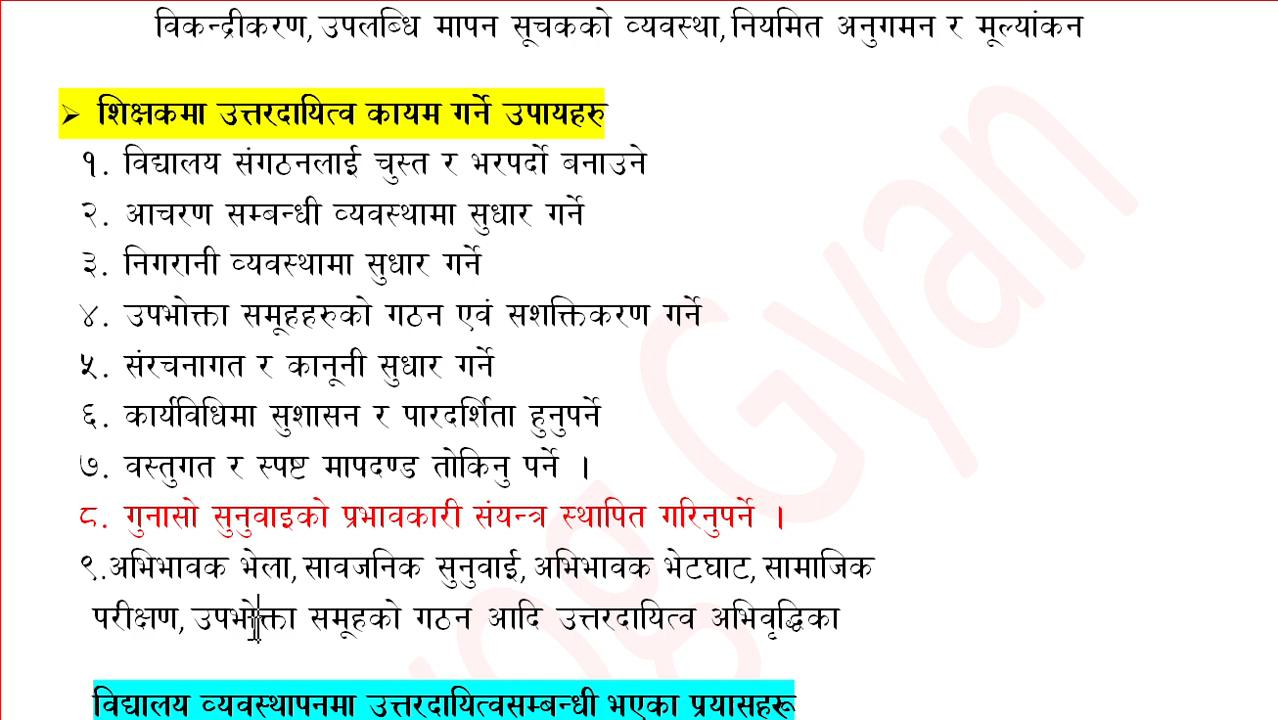 विकन्द्रीकरण, उपलब्धि मापन सूचकको व्यवस्था, नियमित अनुगमन र मूल्यांकन
➢ शिक्षकमा उत्तरदायित्व कायम गर्ने उपायहरु
१. विद्यालय संगठनलाई चुस्त र भरपर्दो बनाउने
२. आचरण सम्बन्धी व्यवस्थामा सुधार गर्ने
३. निगरानी व्यवस्थामा सुधार गर्ने
४. उपभोक्ता समूहहरुको गठन एवं सशक्तिकरण गर्ने
५. संरचनागत र कानूनी सुधार गर्ने
६. कार्यविधिमा सुशासन र पारदर्शिता हुनुपर्ने
७. वस्तुगत र स्पष्ट मापदण्ड तोकिनु पर्ने ।
८. गुनासो सुनुवाइको प्रभावकारी संयन्त्र स्थापित गरिनुपर्ने ।
९.अभिभावक भेला, सावजनिक सुनुवाई, अभिभावक भेटघाट, सामाजिक
परीक्षण, उपभोक्ता समूहको गठन आदि उत्तरदायित्व अभिवृद्धिका
विद्यालय व्यवस्थापनमा उत्तरदायित्वसम्बन्धी भएका प्रयासहरू
ng Gyan